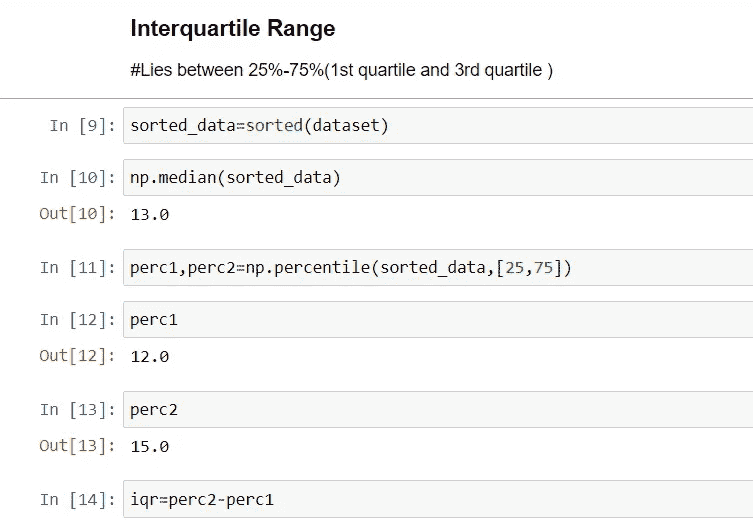 Interquartile Range
#Lies between 25%-75%(1st quartile and 3rd quartile )
In [9]: sorted_data=sorted(dataset)
In [10]: np.median(sorted_data)
Out[10]: 13.0
In [11]: perc1,perc2=np.percentile(sorted_data,[25,75])
In [12]: perc1
Out[12]: 12.0
In [13]: perc2
Out[13]: 15.0
In [14]: iqr=perc2-perc1